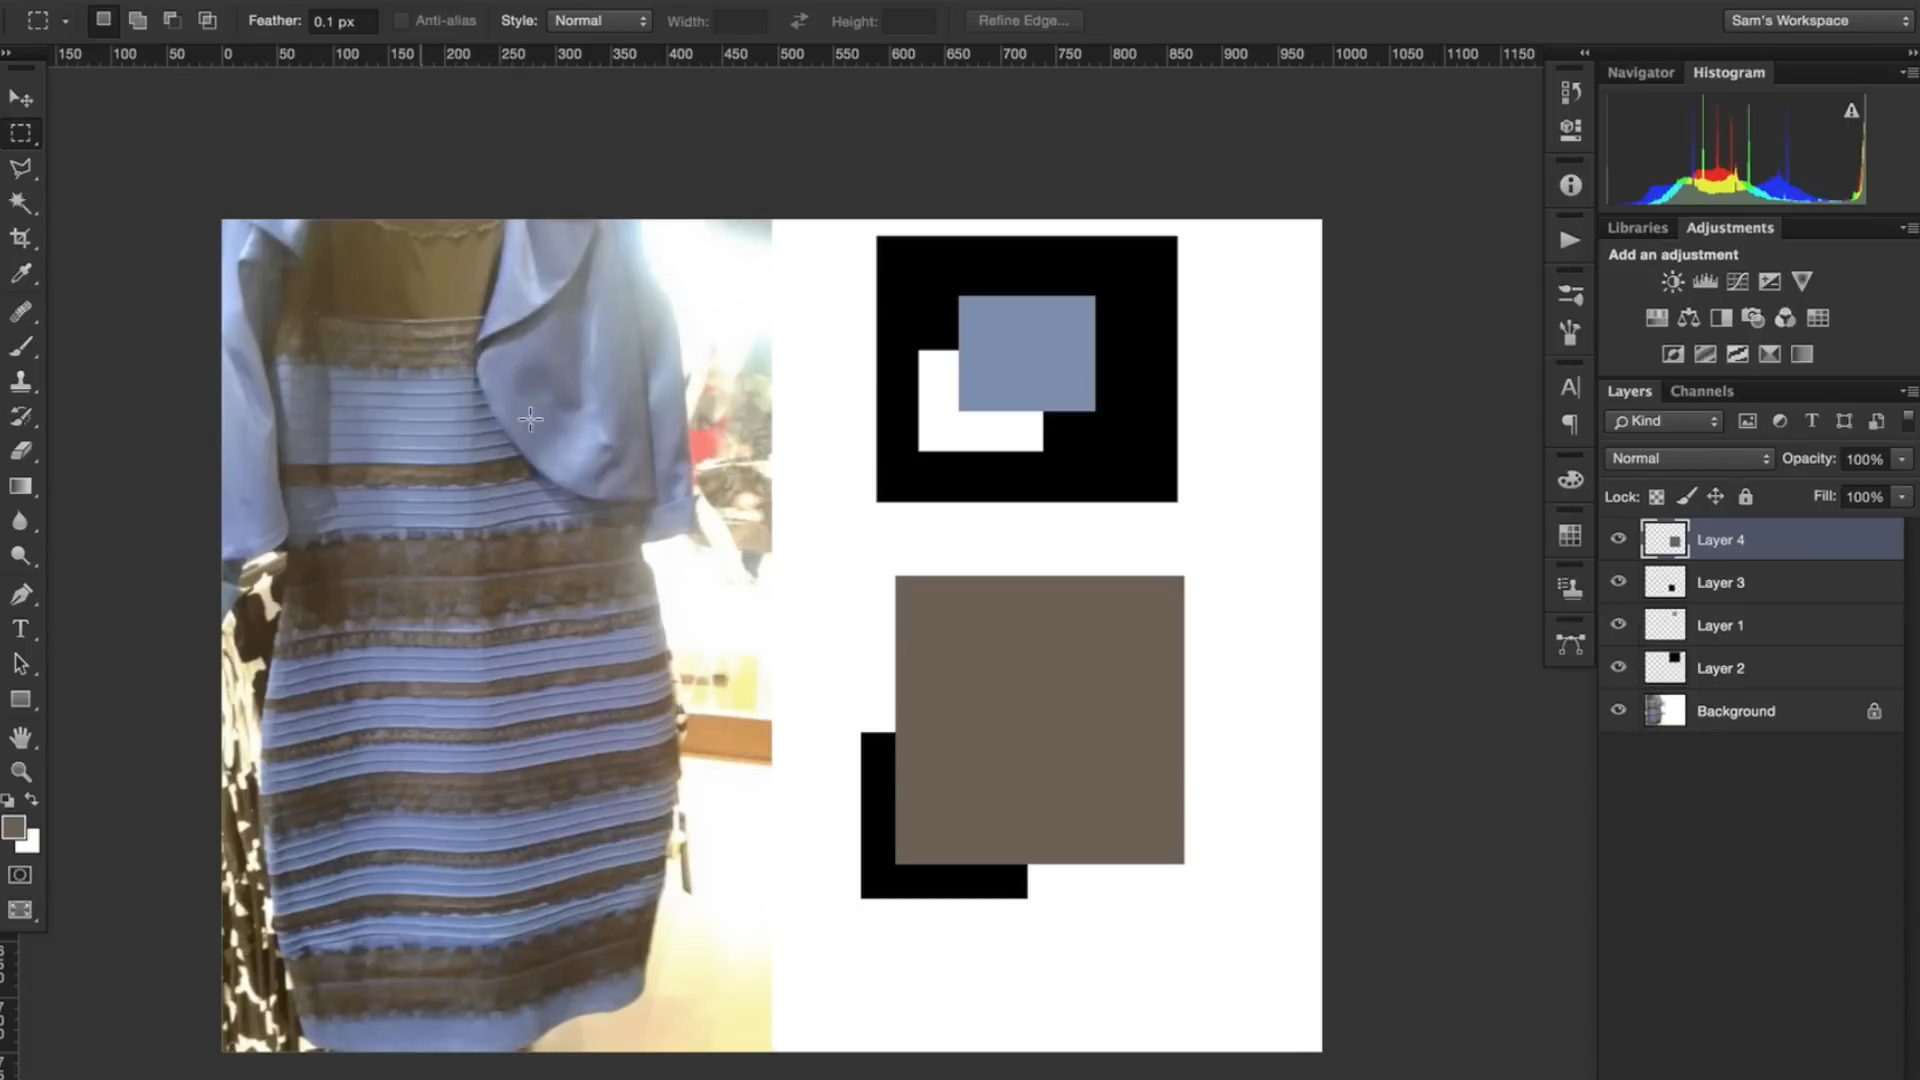 Feather: 0.1 px Anti-alias Style: Normal Width: Height: Refine Edge... Sam's Workspace
150 100 50 0 50 100 150 200 250 300 350 400 450 500 550 600 650 700 750 800 850 900 950 1000 1050 1100 1150
Navigator Histogram
Libraries Adjustments
Add an adjustment
Layers Channels
Kind
Normal Opacity: 100%
Lock: Fill: 100%
Layer 4
Layer 3
Layer 1
Layer 2
Background